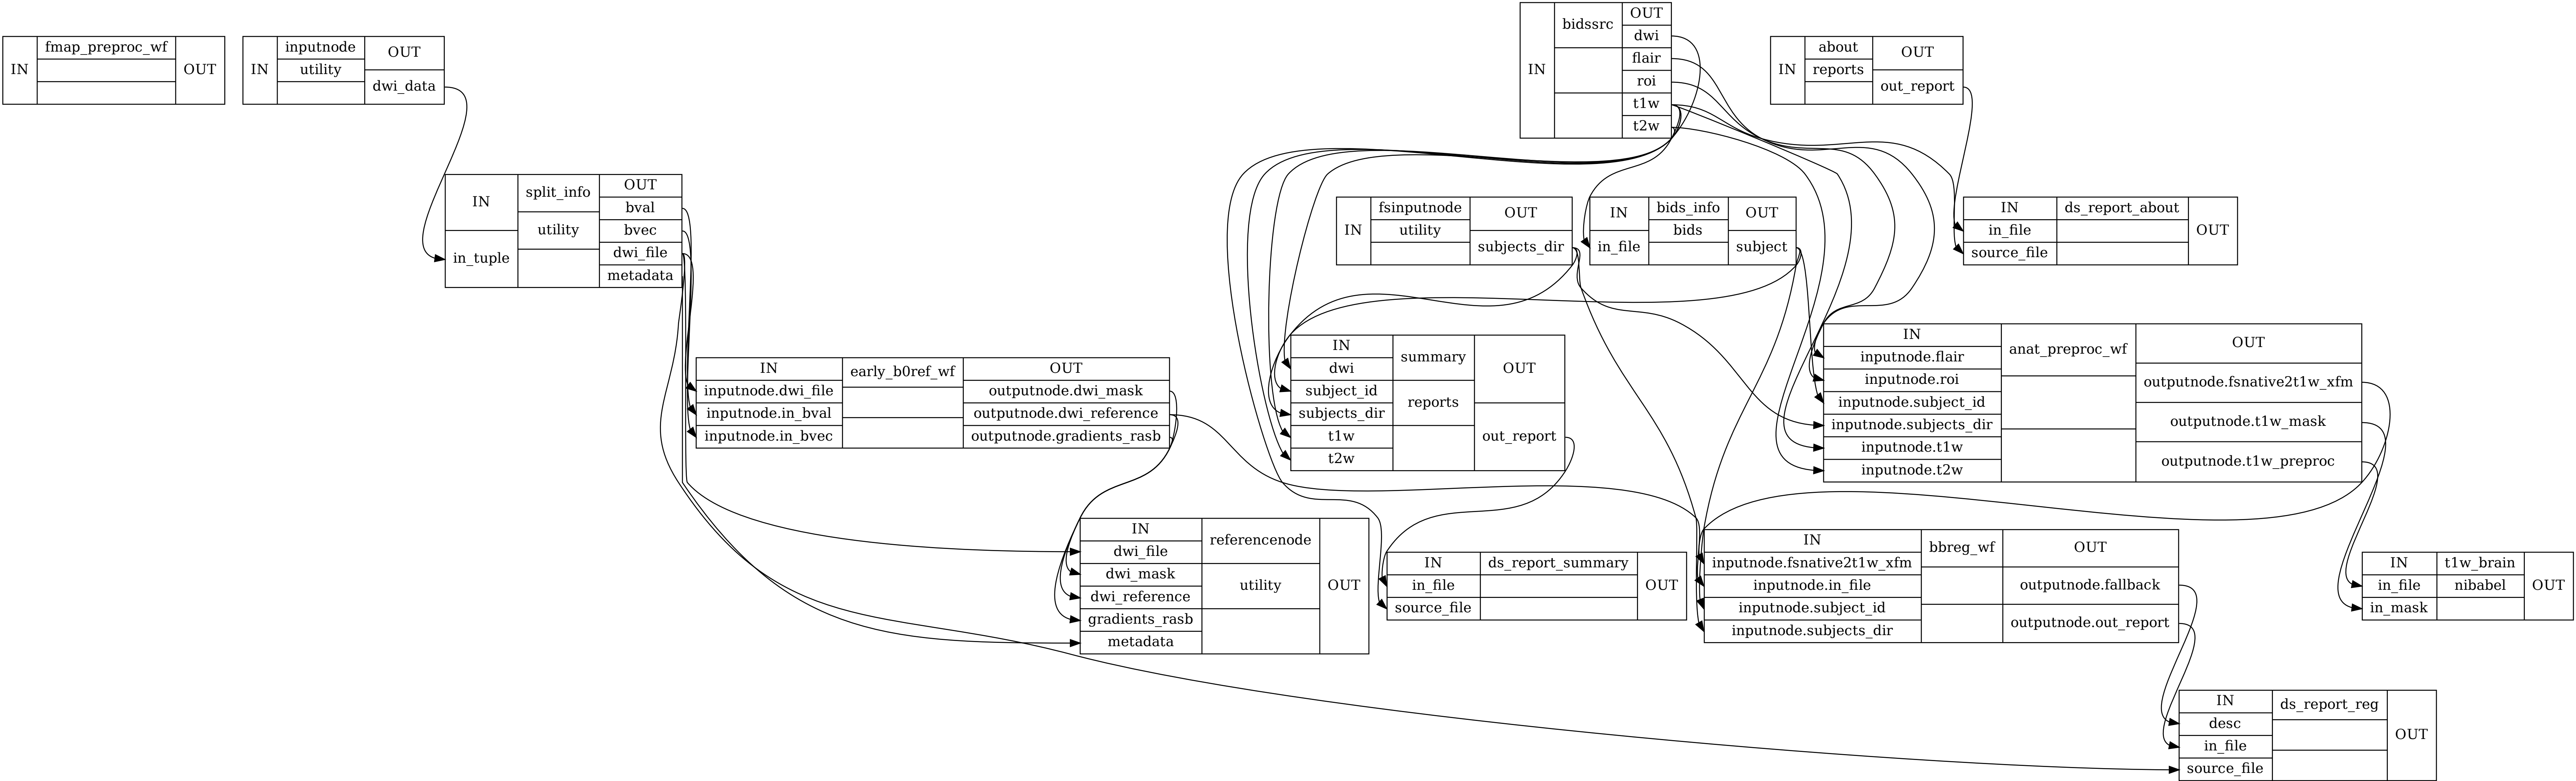 IN
fmap_preproc_wf
OUT
IN
inputnode
utility
OUT
dwi_data
IN
bidssrc
OUT
dwi
flair
roi
t1w
t2w
IN
about
reports
OUT
out_report
IN
in_tuple
split_info
utility
OUT
bval
bvec
dwi_file
metadata
IN
fsinputnode
utility
OUT
subjects_dir
IN
in_file
bids_info
bids
OUT
subject
IN
in_file
source_file
ds_report_about
OUT
IN
inputnode.dwi_file
inputnode.in_bval
inputnode.in_bvec
early_b0ref_wf
OUT
outputnode.dwi_mask
outputnode.dwi_reference
outputnode.gradients_rasb
IN
dwi
subject_id
subjects_dir
t1w
t2w
summary
reports
OUT
out_report
IN
inputnode.flair
inputnode.roi
inputnode.subject_id
inputnode.subjects_dir
inputnode.t1w
inputnode.t2w
anat_preproc_wf
OUT
outputnode.fsnative2t1w_xfm
outputnode.t1w_mask
outputnode.t1w_preproc
IN
dwi_file
dwi_mask
dwi_reference
gradients_rasb
metadata
referencenode
utility
OUT
IN
in_file
source_file
ds_report_summary
OUT
IN
inputnode.fsnative2t1w_xfm
inputnode.in_file
inputnode.subject_id
inputnode.subjects_dir
bbreg_wf
OUT
outputnode.fallback
outputnode.out_report
IN
in_file
in_mask
t1w_brain
nibabel
OUT
IN
desc
in_file
source_file
ds_report_reg
OUT